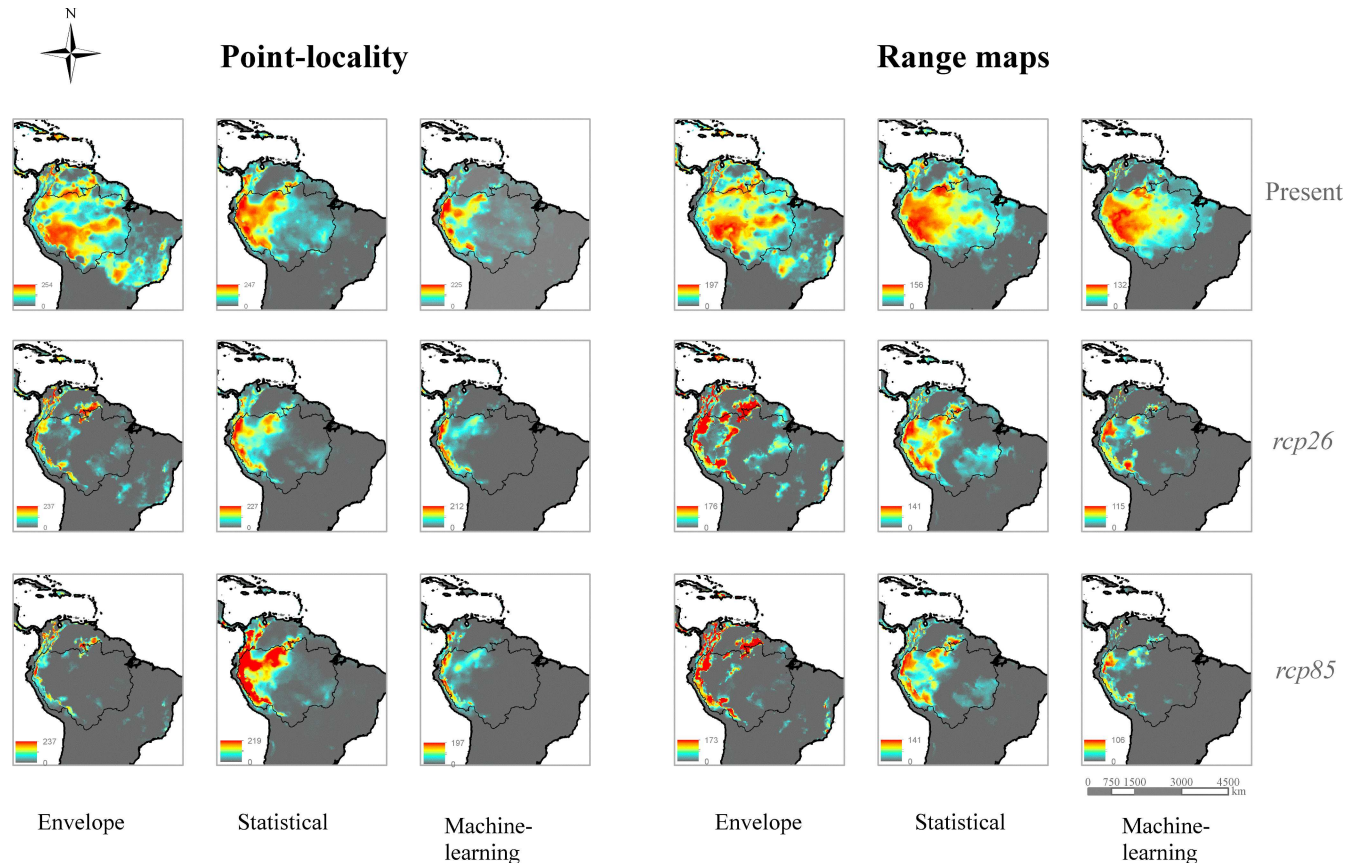 N
Point-locality
Range maps
254
0
247
0
225
0
197
0
156
0
132
0
Present
237
0
227
0
212
0
176
0
141
0
115
0
rcp26
237
0
219
0
197
0
173
0
141
0
106
0
rcp85
0 750 1500 3000 4500
km
Envelope
Statistical
Machine-
learning
Envelope
Statistical
Machine-
learning